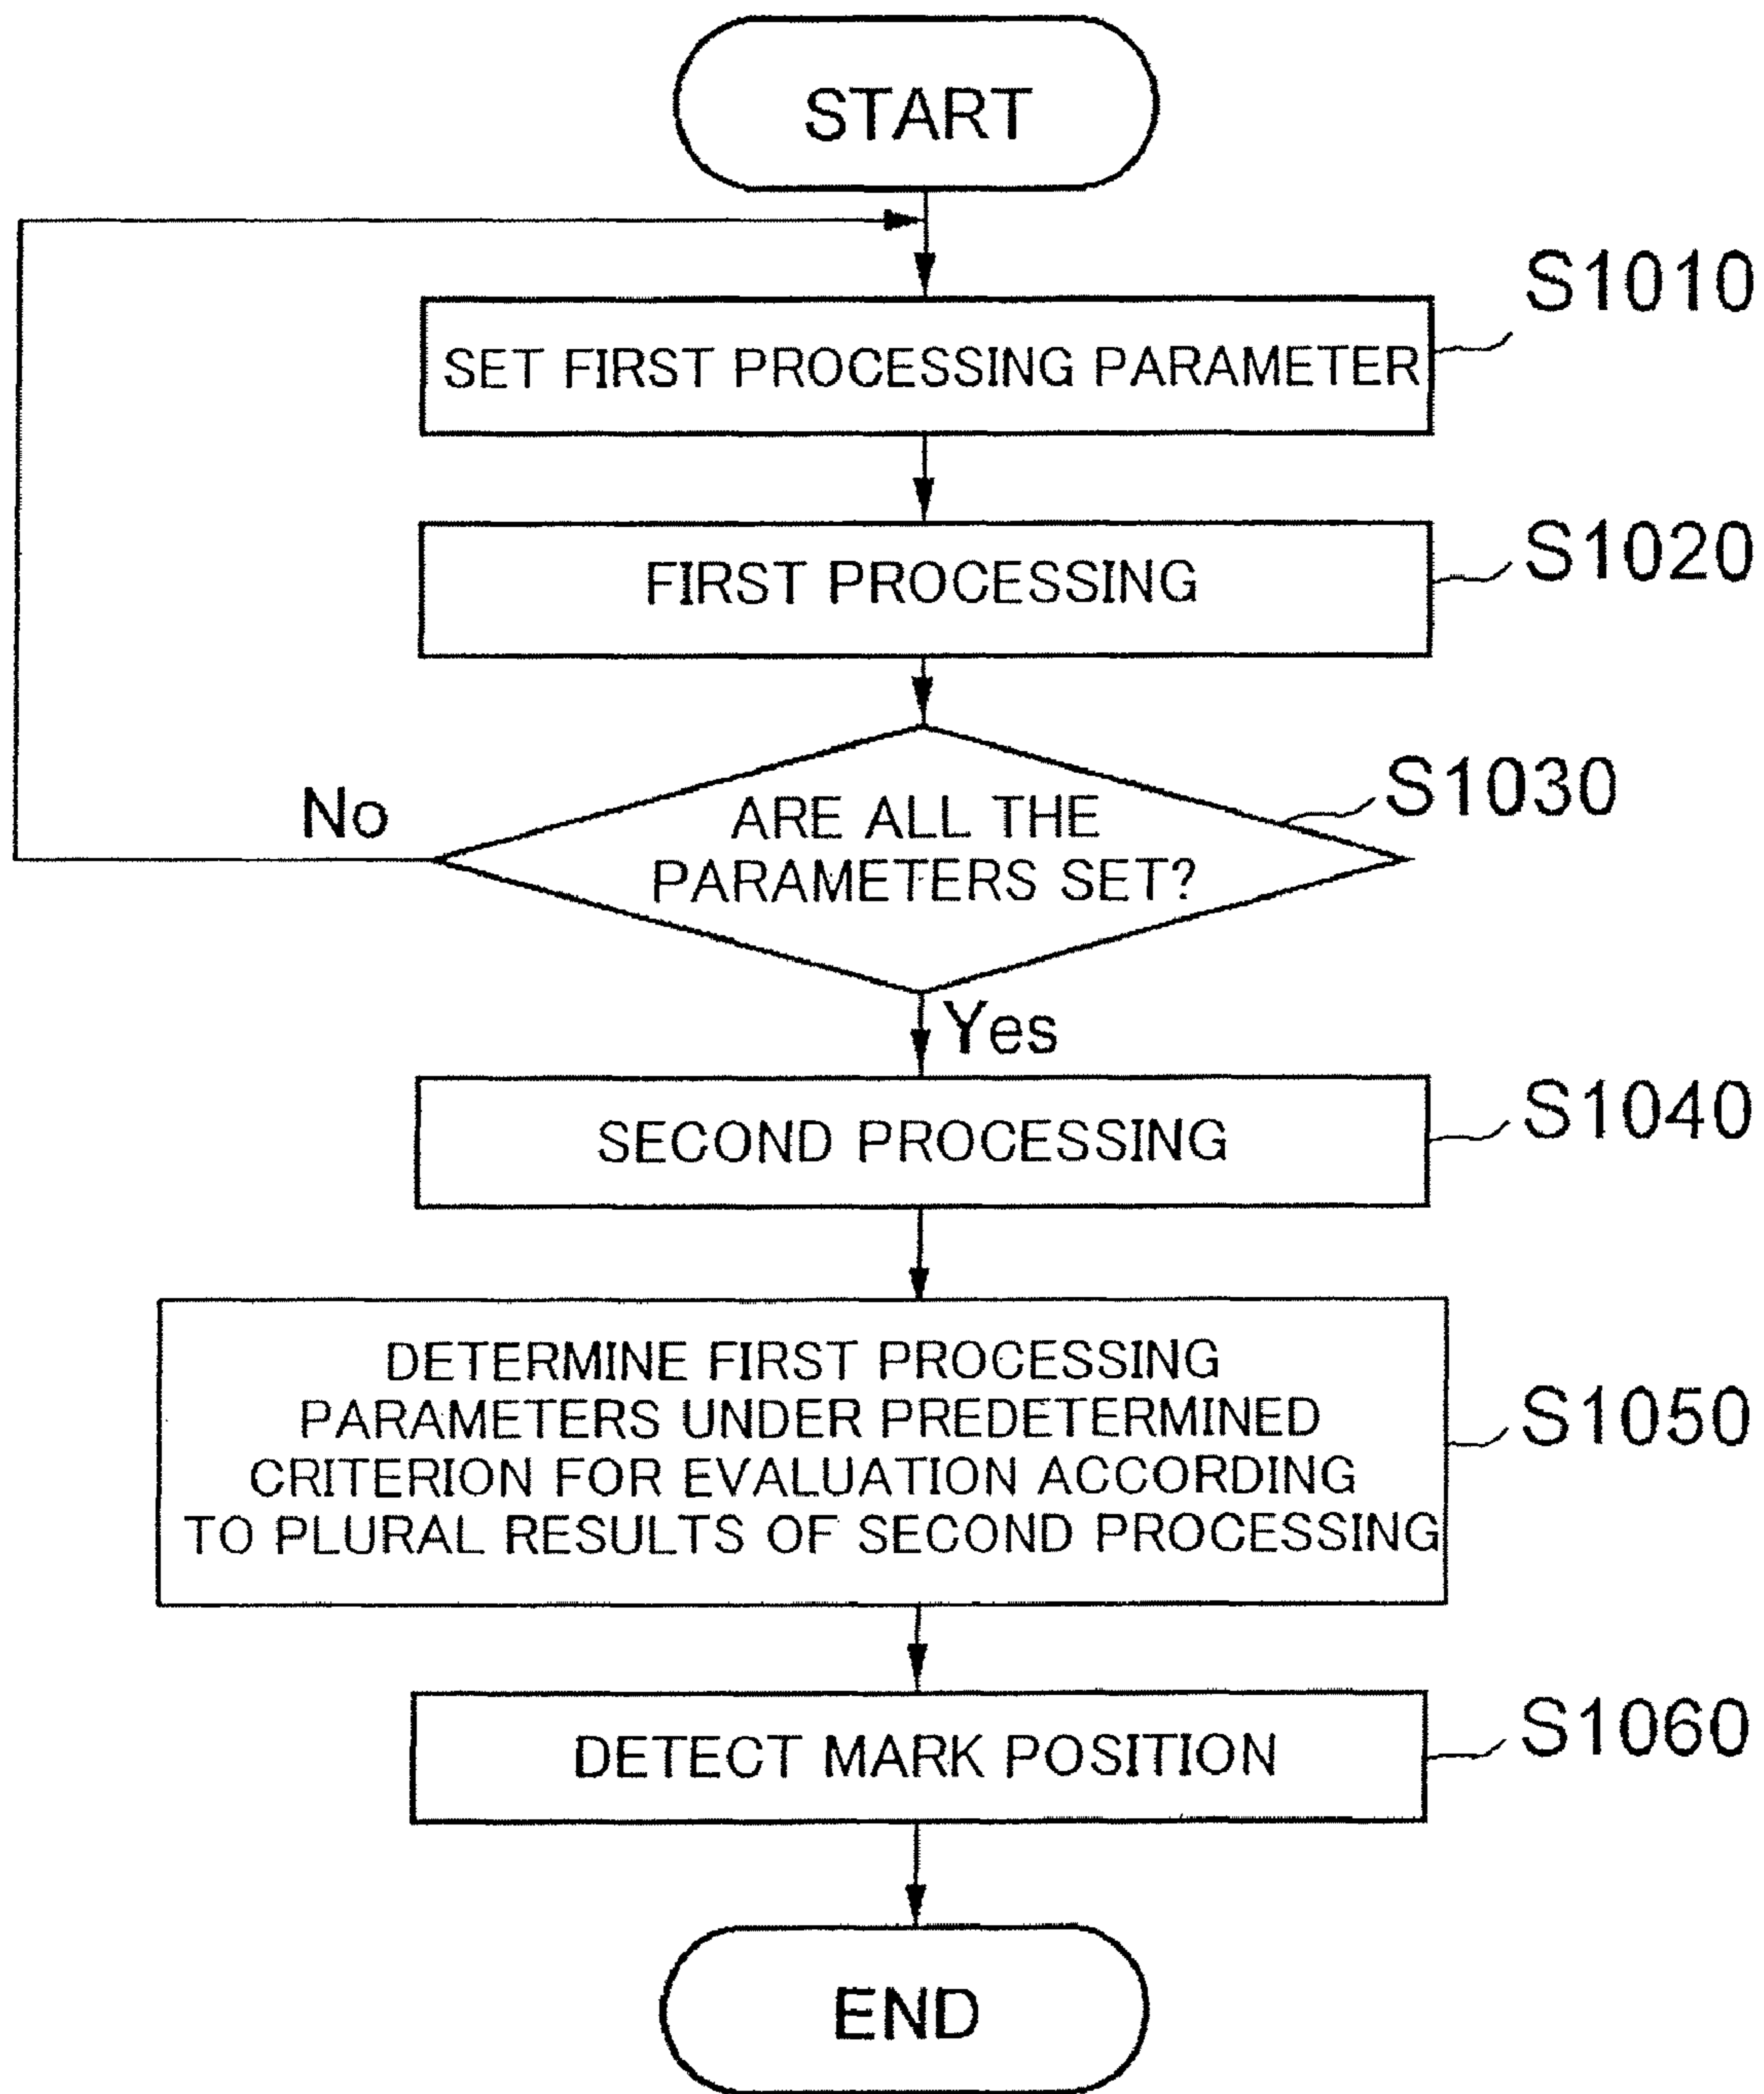 START
S1010
SET FIRST PROCESSING PARAMETER
S1020
FIRST PROCESSING
S1030
ARE ALL THE
PARAMETERS SET?
No
Yes
S1040
SECOND PROCESSING
DETERMINE FIRST PROCESSING
PARAMETERS UNDER PREDETERMINED
CRITERION FOR EVALUATION ACCORDING
TO PLURAL RESULTS OF SECOND PROCESSING
S1050
DETECT MARK POSITION
S1060
END